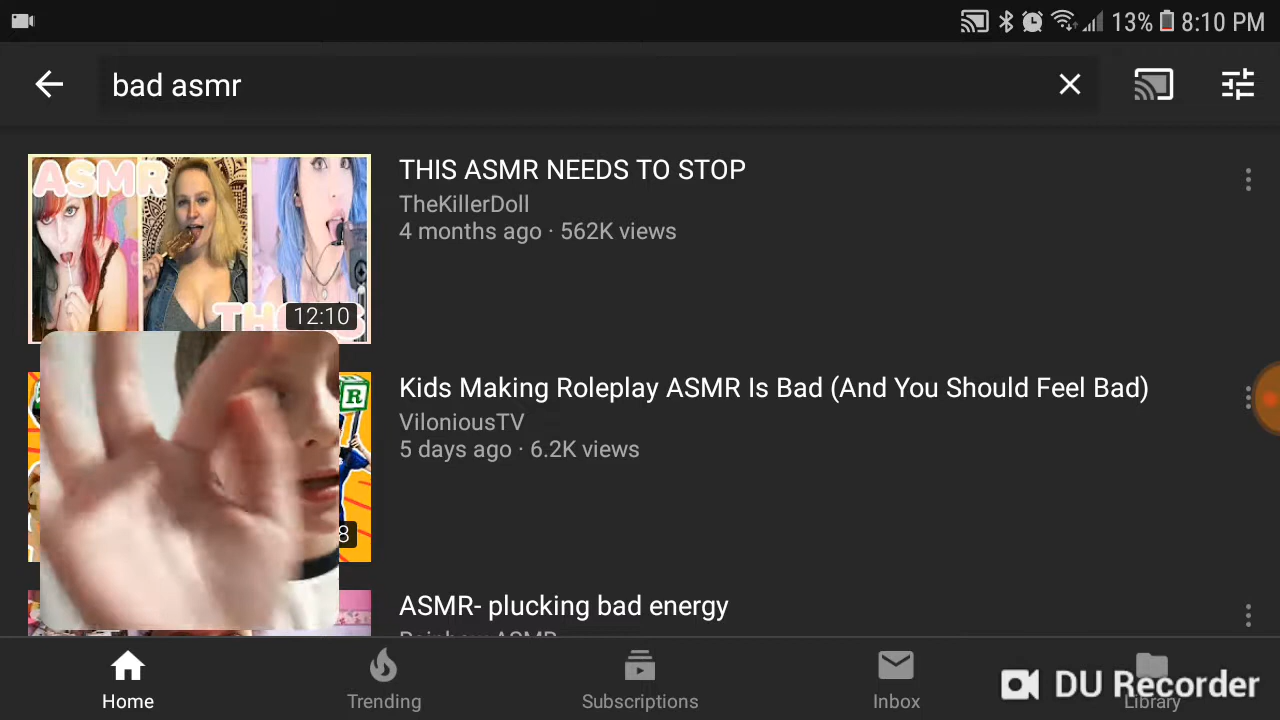 13% 8:10 PM
bad asmr
ASMR
12:10
THIS ASMR NEEDS TO STOP
TheKillerDoll
4 months ago · 562K views
R
8
Kids Making Roleplay ASMR Is Bad (And You Should Feel Bad)
ViloniousTV
5 days ago · 6.2K views
ASMR- plucking bad energy
Home
Trending
Subscriptions
Inbox
Library
DU Recorder